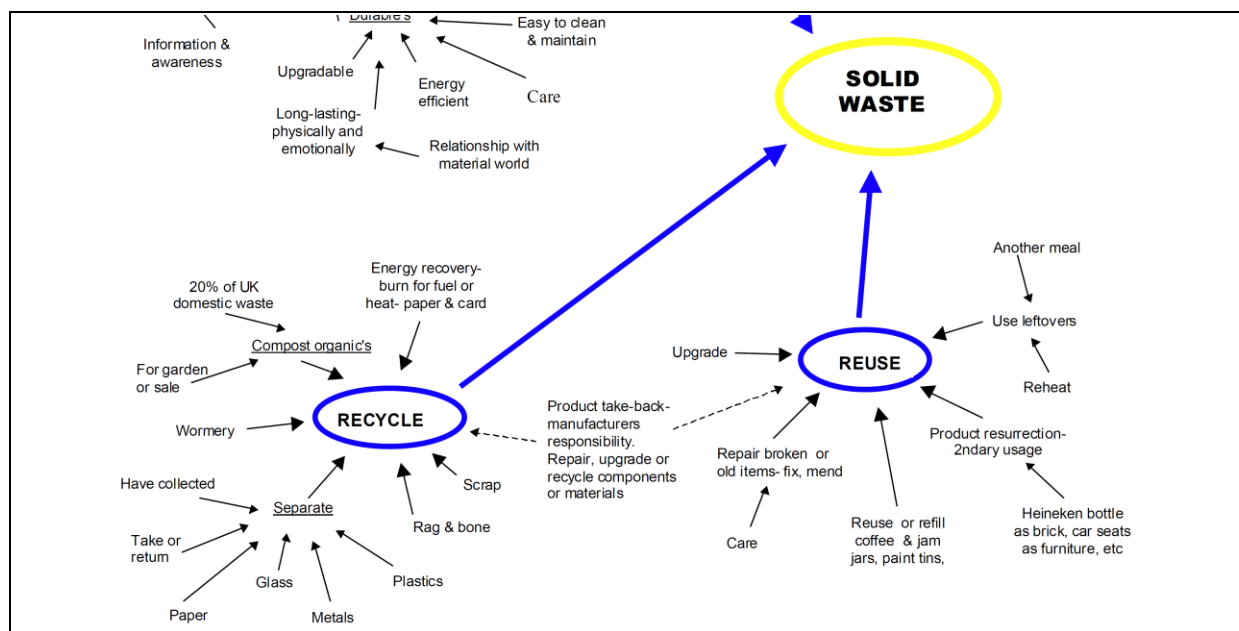 Durable's
Information &
awareness
Upgradable
Energy
efficient
Easy to clean
& maintain
Care
Long-lasting-
physically and
emotionally
Relationship with
material world
SOLID
WASTE
20% of UK
domestic waste
Energy recovery-
burn for fuel or
heat- paper & card
Compost organic's
For garden
or sale
Wormery
RECYCLE
Have collected
Separate
Take or
return
Paper
Glass
Metals
Plastics
Rag & bone
Scrap
Product take-back-
manufacturers
responsibility.
Repair, upgrade or
recycle components
or materials
Another meal
Use leftovers
Reheat
Upgrade
REUSE
Repair broken or
old items- fix, mend
Care
Reuse or refill
coffee & jam
jars, paint tins,
Product resurrection-
2ndary usage
Heineken bottle
as brick, car seats
as furniture, etc